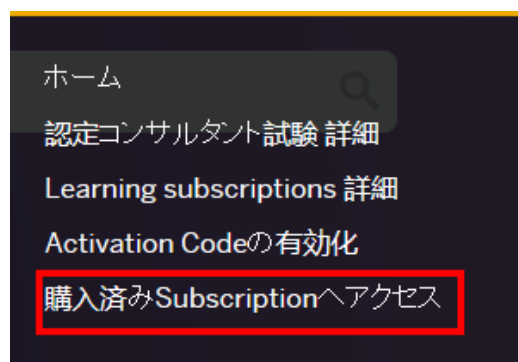 ホーム
認定コンサルタント試験 詳細
Learning subscriptions 詳細
Activation Codeの有効化
購入済みSubscriptionへアクセス